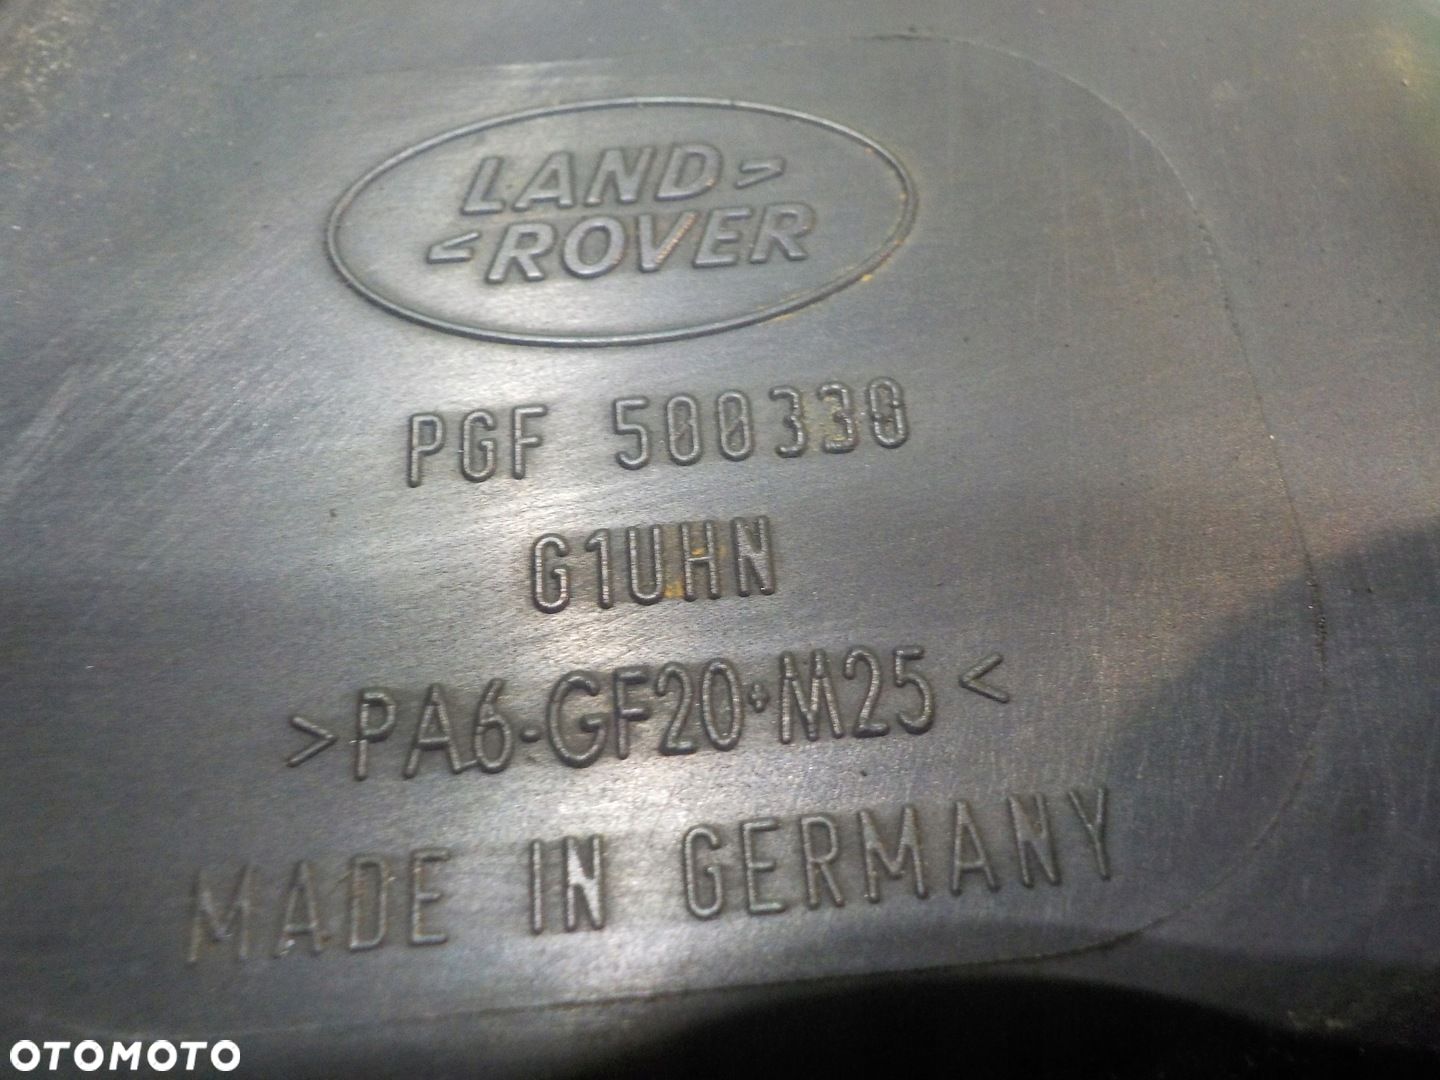 LAND>
<ROVER
PGF 500330
G1UHN
>PA6-GF20+M25<
MADE IN GERMANY
OTOMOTO